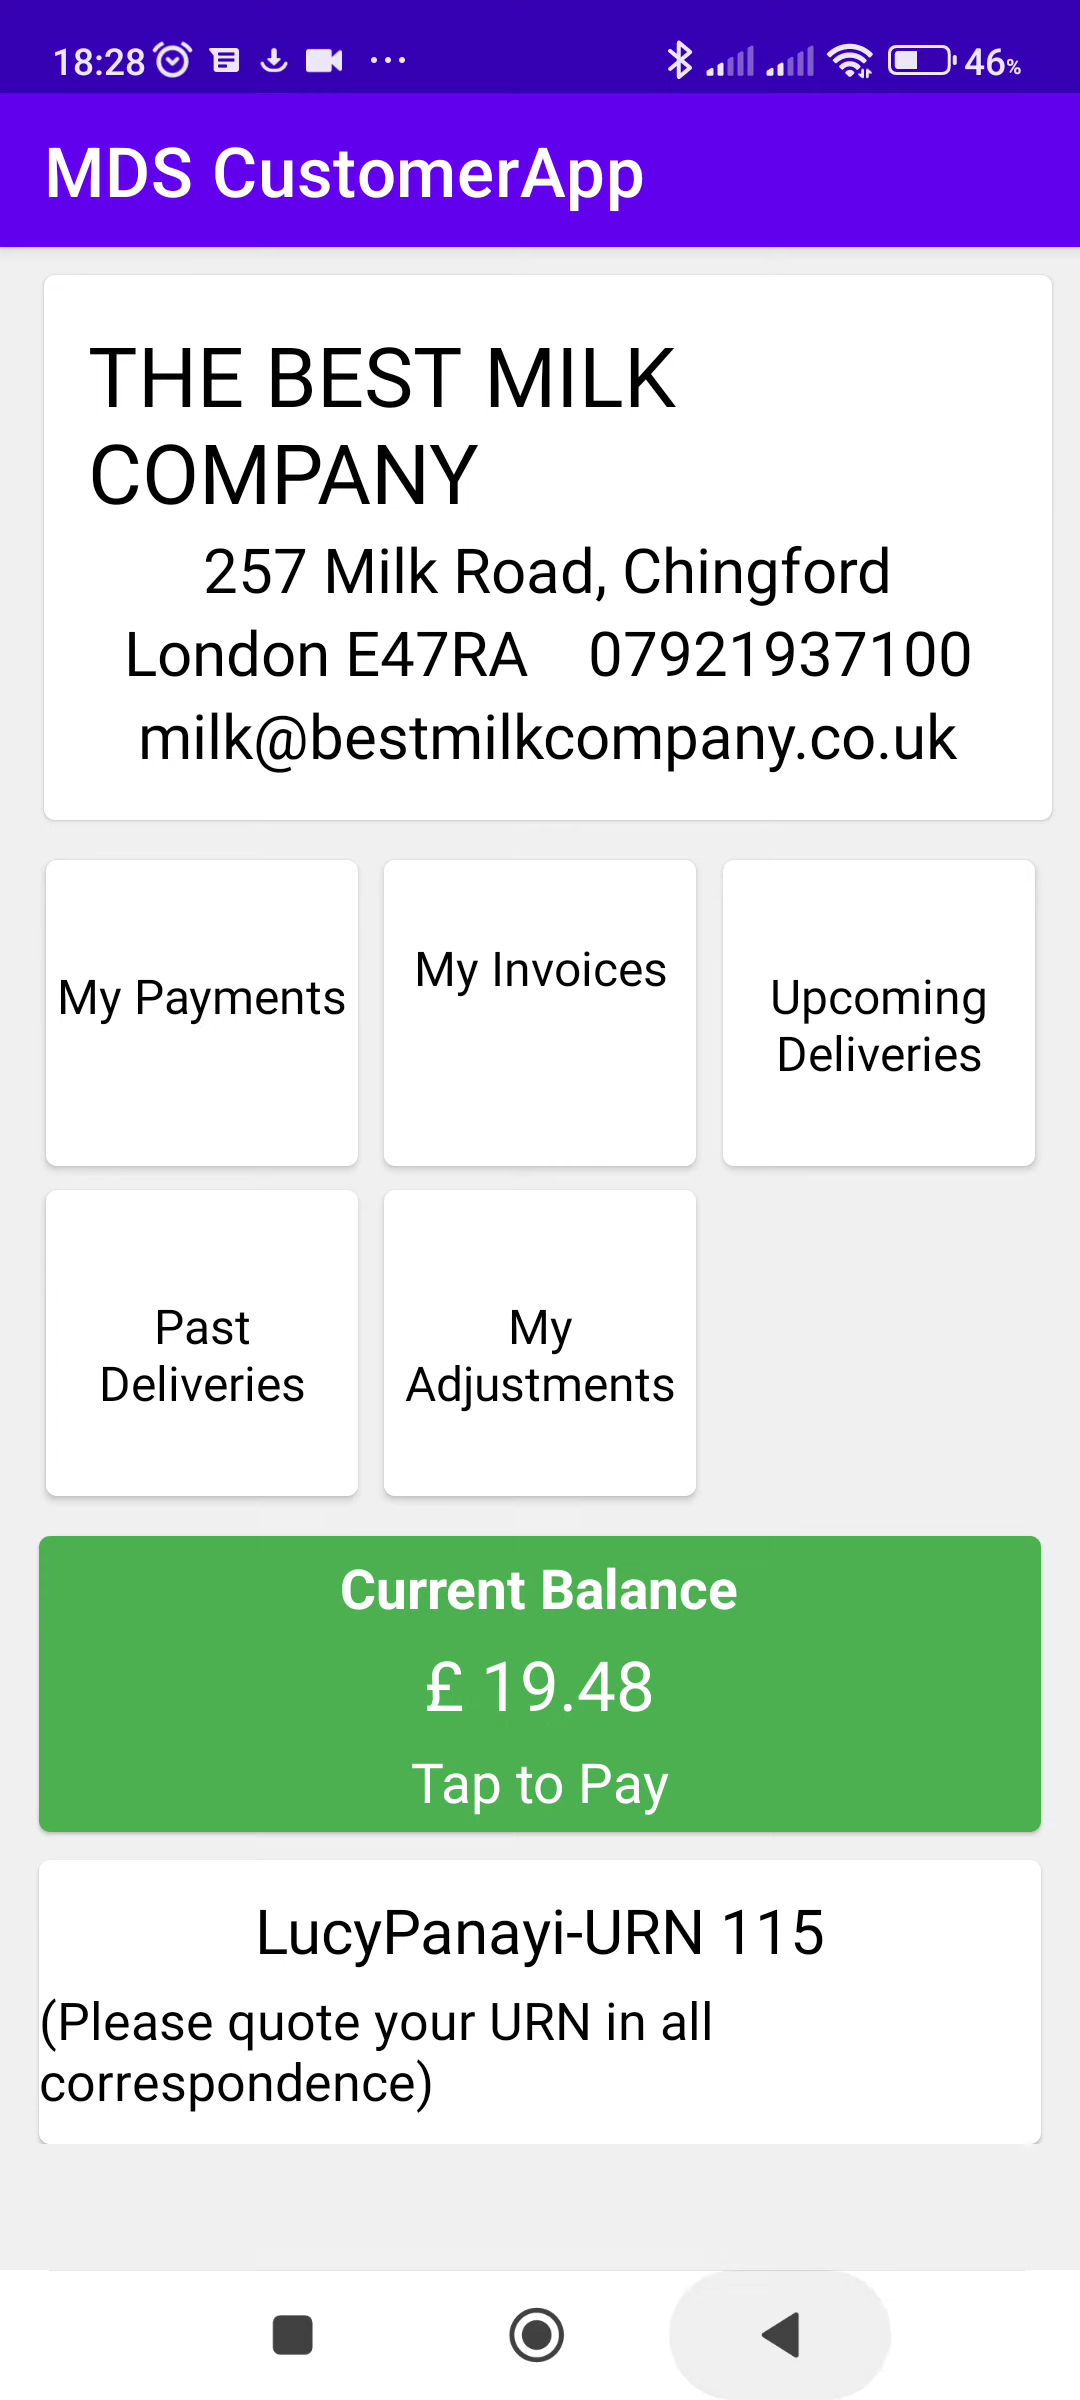 18:28
46%
MDS CustomerApp
THE BEST MILK
COMPANY
257 Milk Road, Chingford
London E47RA 07921937100
milk@bestmilkcompany.co.uk
My Payments
My Invoices
Upcoming
Deliveries
Past
Deliveries
My
Adjustments
Current Balance
£ 19.48
Tap to Pay
LucyPanayi-URN 115
(Please quote your URN in all
correspondence)